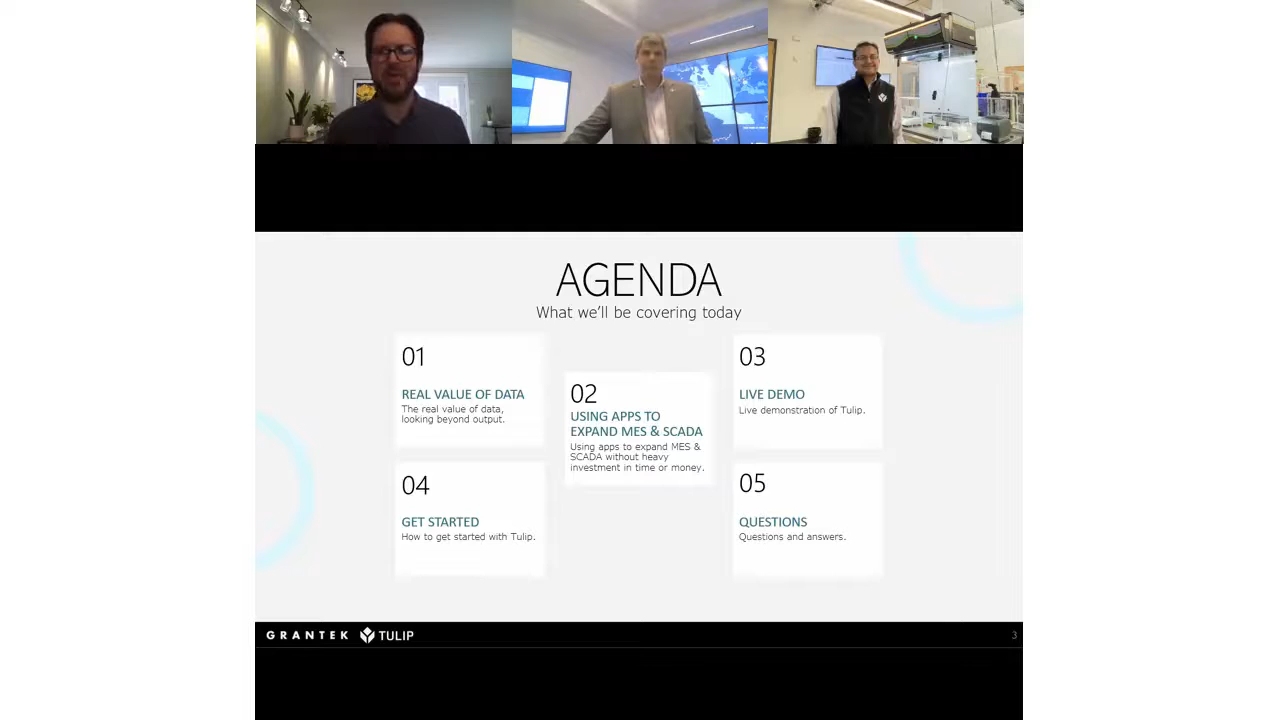 AGENDA
What we'll be covering today
01
REAL VALUE OF DATA
The real value of data,
looking beyond output.
02
USING APPS TO
EXPAND MES & SCADA
Using apps to expand MES &
SCADA without heavy
investment in time or money.
03
LIVE DEMO
Live demonstration of Tulip.
04
GET STARTED
How to get started with Tulip.
05
QUESTIONS
Questions and answers.
GRANTEK TULIP
3